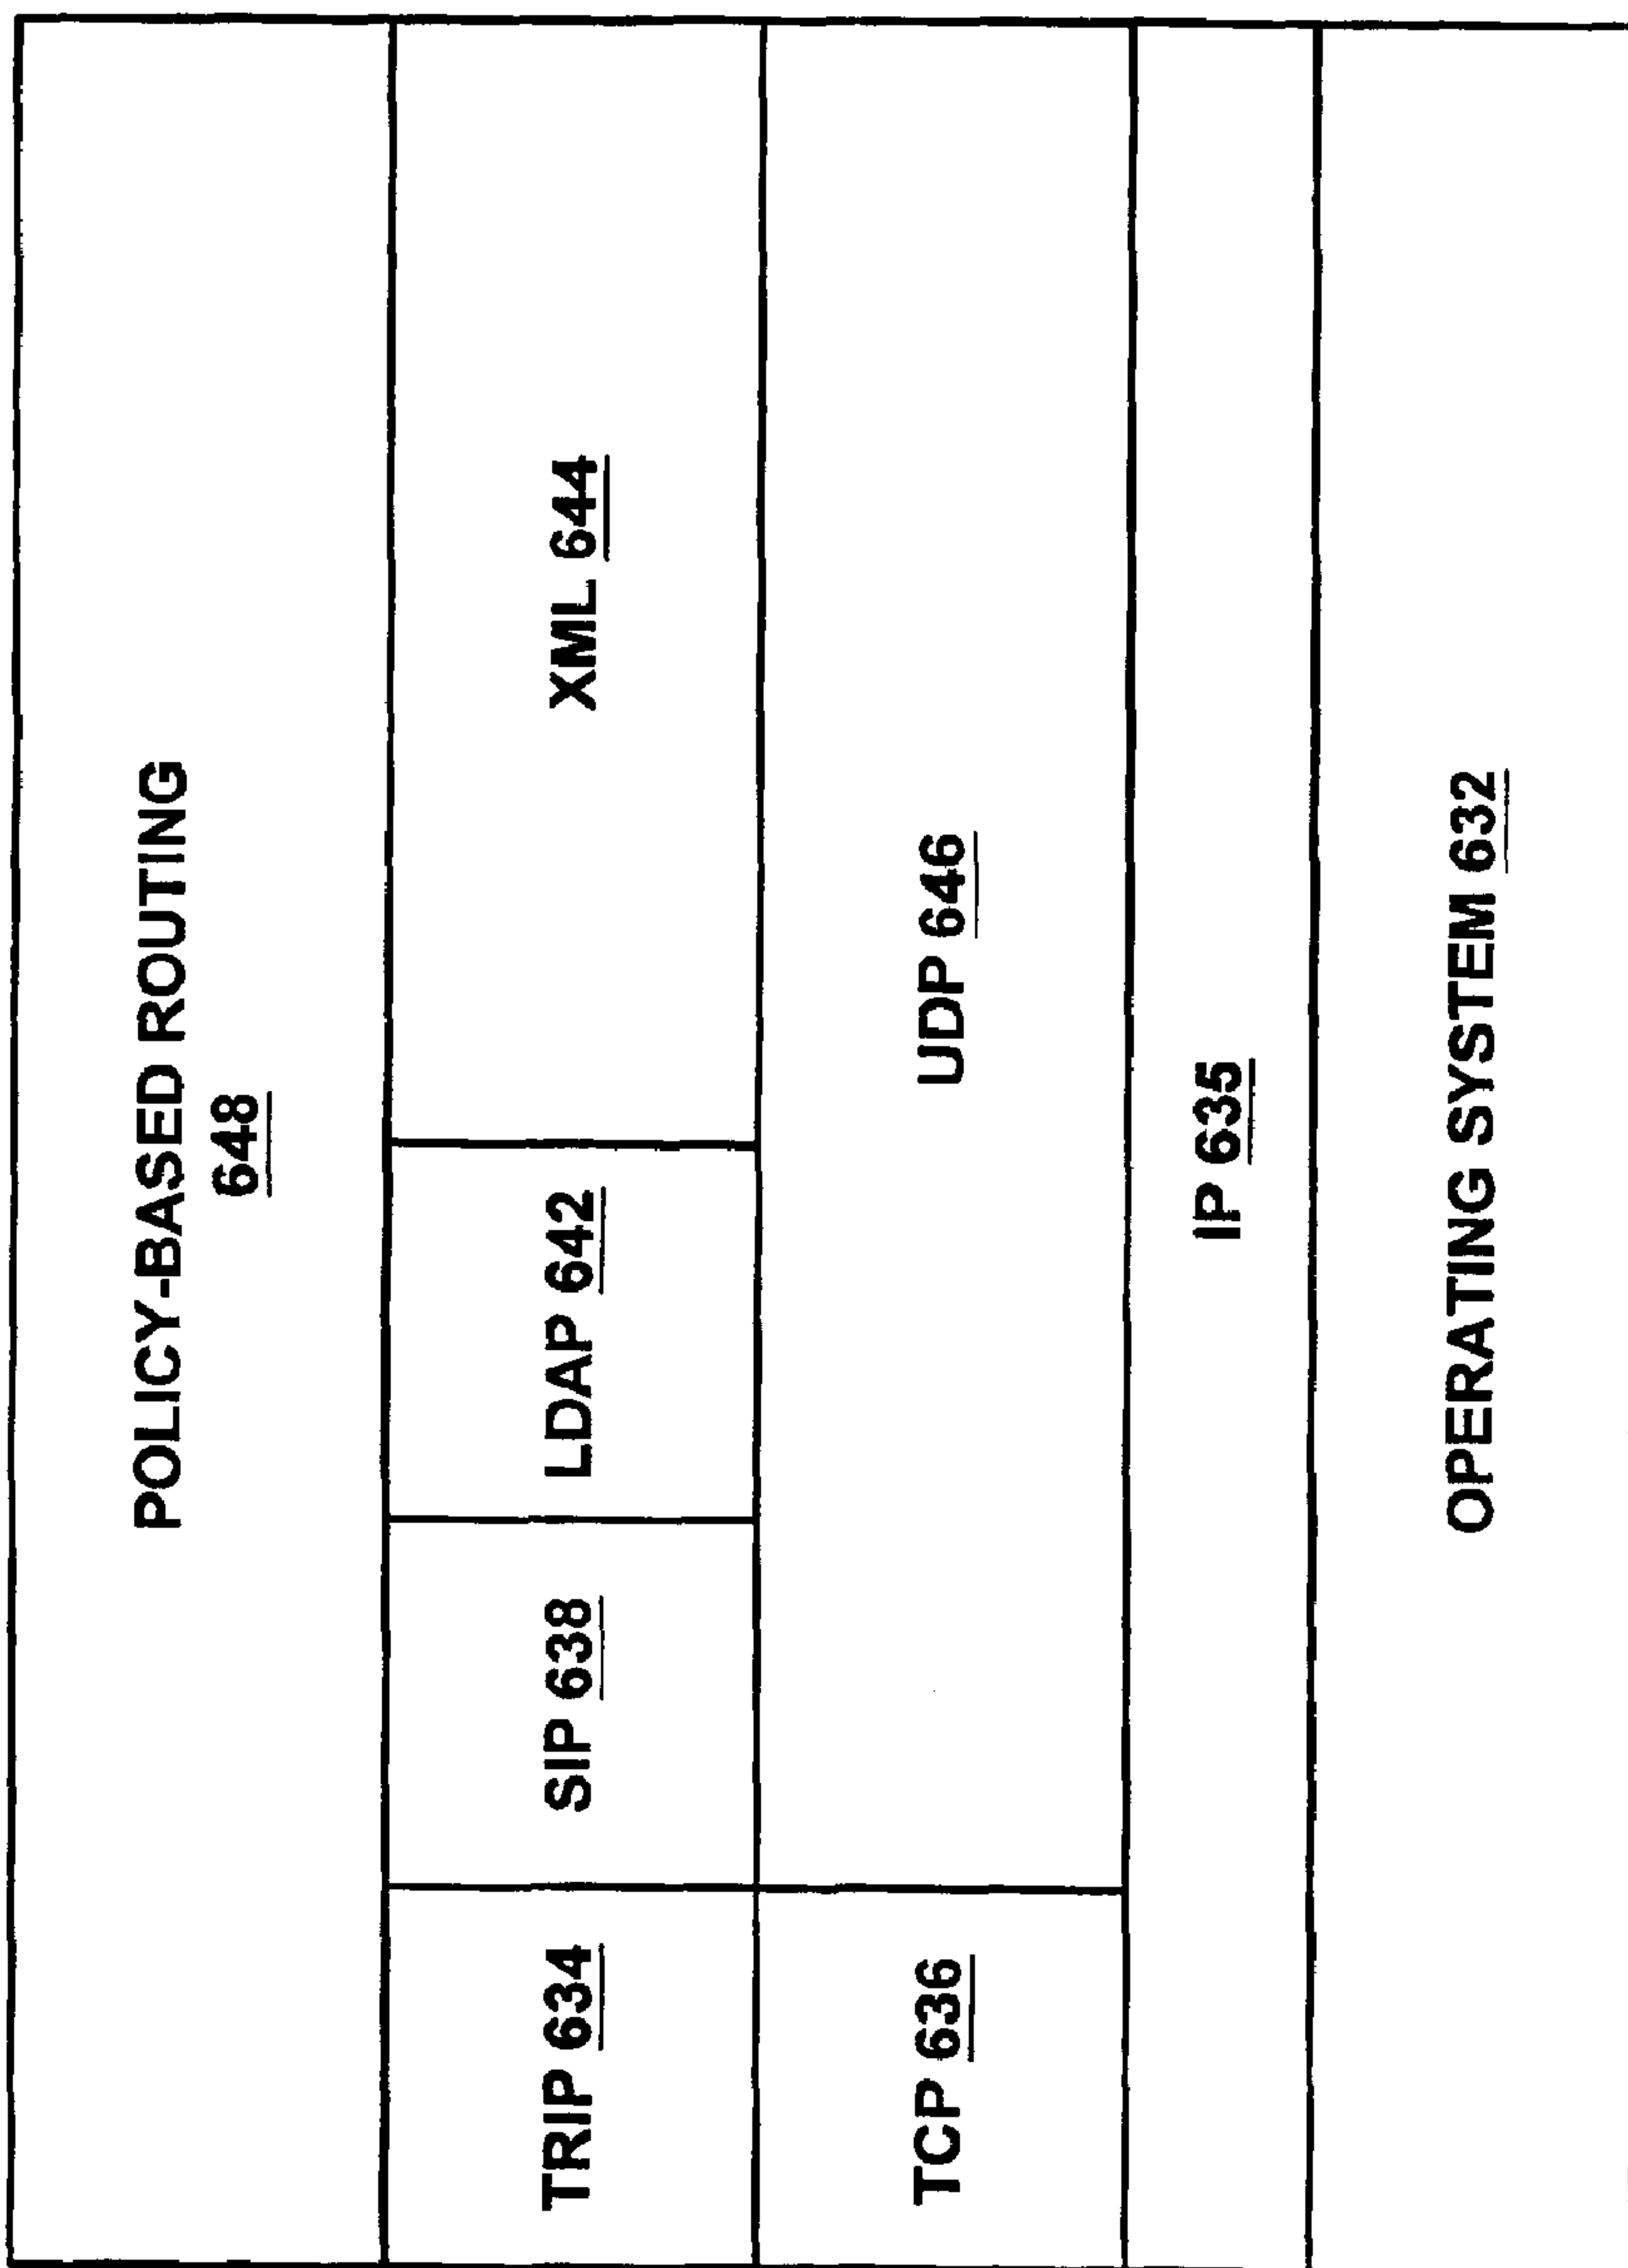 POLICY-BASED ROUTING
648
TRIP 634
SIP 638
LDAP 642
XML 644
TCP 636
UDP 646
IP 635
OPERATING SYSTEM 632